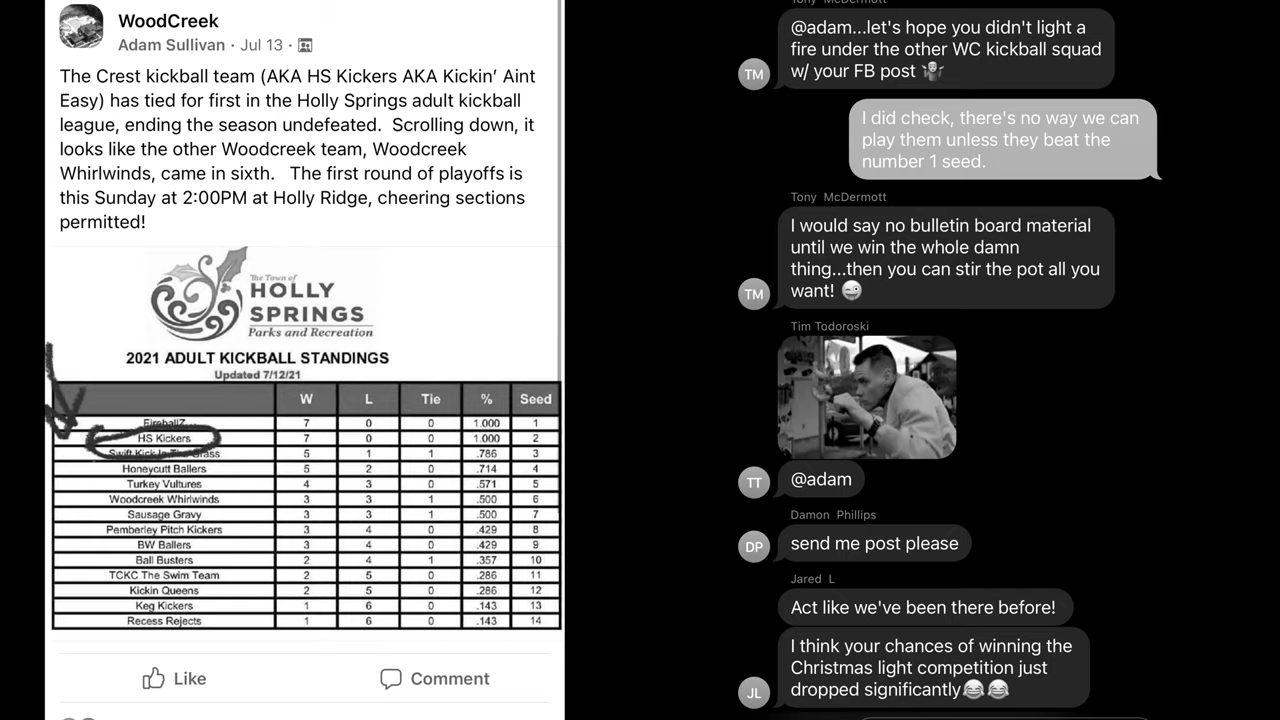 WoodCreek
Adam Sullivan · Jul 13 ·
The Crest kickball team (AKA HS Kickers AKA Kickin’ Aint
Easy) has tied for first in the Holly Springs adult kickball
league, ending the season undefeated.  Scrolling down, it
looks like the other Woodcreek team, Woodcreek
Whirlwinds, came in sixth.   The first round of playoffs is
this Sunday at 2:00PM at Holly Ridge, cheering sections
permitted!
The Town of
HOLLY
SPRINGS
Parks and Recreation
2021 ADULT KICKBALL STANDINGS
Updated 7/12/21
W L Tie % Seed
FireballZ 7 0 0 1.000 1
HS Kickers 7 0 0 1.000 2
Swift Kick In The Grass 5 1 1 .786 3
Honeycutt Ballers 5 2 0 .714 4
Turkey Vultures 4 3 0 .571 5
Woodcreek Whirlwinds 3 3 1 .500 6
Sausage Gravy 3 3 1 .500 7
Pemberley Pitch Kickers 3 4 0 .429 8
BW Ballers 3 4 0 .429 9
Ball Busters 2 4 1 .357 10
TCKC The Swim Team 2 5 0 .286 11
Kickin Queens 2 5 0 .286 12
Keg Kickers 1 6 0 .143 13
Recess Rejects 1 6 0 .143 14
Like
Comment
Tony McDermott
@adam...let's hope you didn't light a
fire under the other WC kickball squad
w/ your FB post 🤷
TM
I did check, there's no way we can
play them unless they beat the
number 1 seed.
Tony McDermott
I would say no bulletin board material
until we win the whole damn
thing...then you can stir the pot all you
want! 😜
TM
Tim Todoroski
TT
@adam
Damon Phillips
DP
send me post please
Jared L
Act like we've been there before!
I think your chances of winning the
Christmas light competition just
dropped significantly😂😂
JL